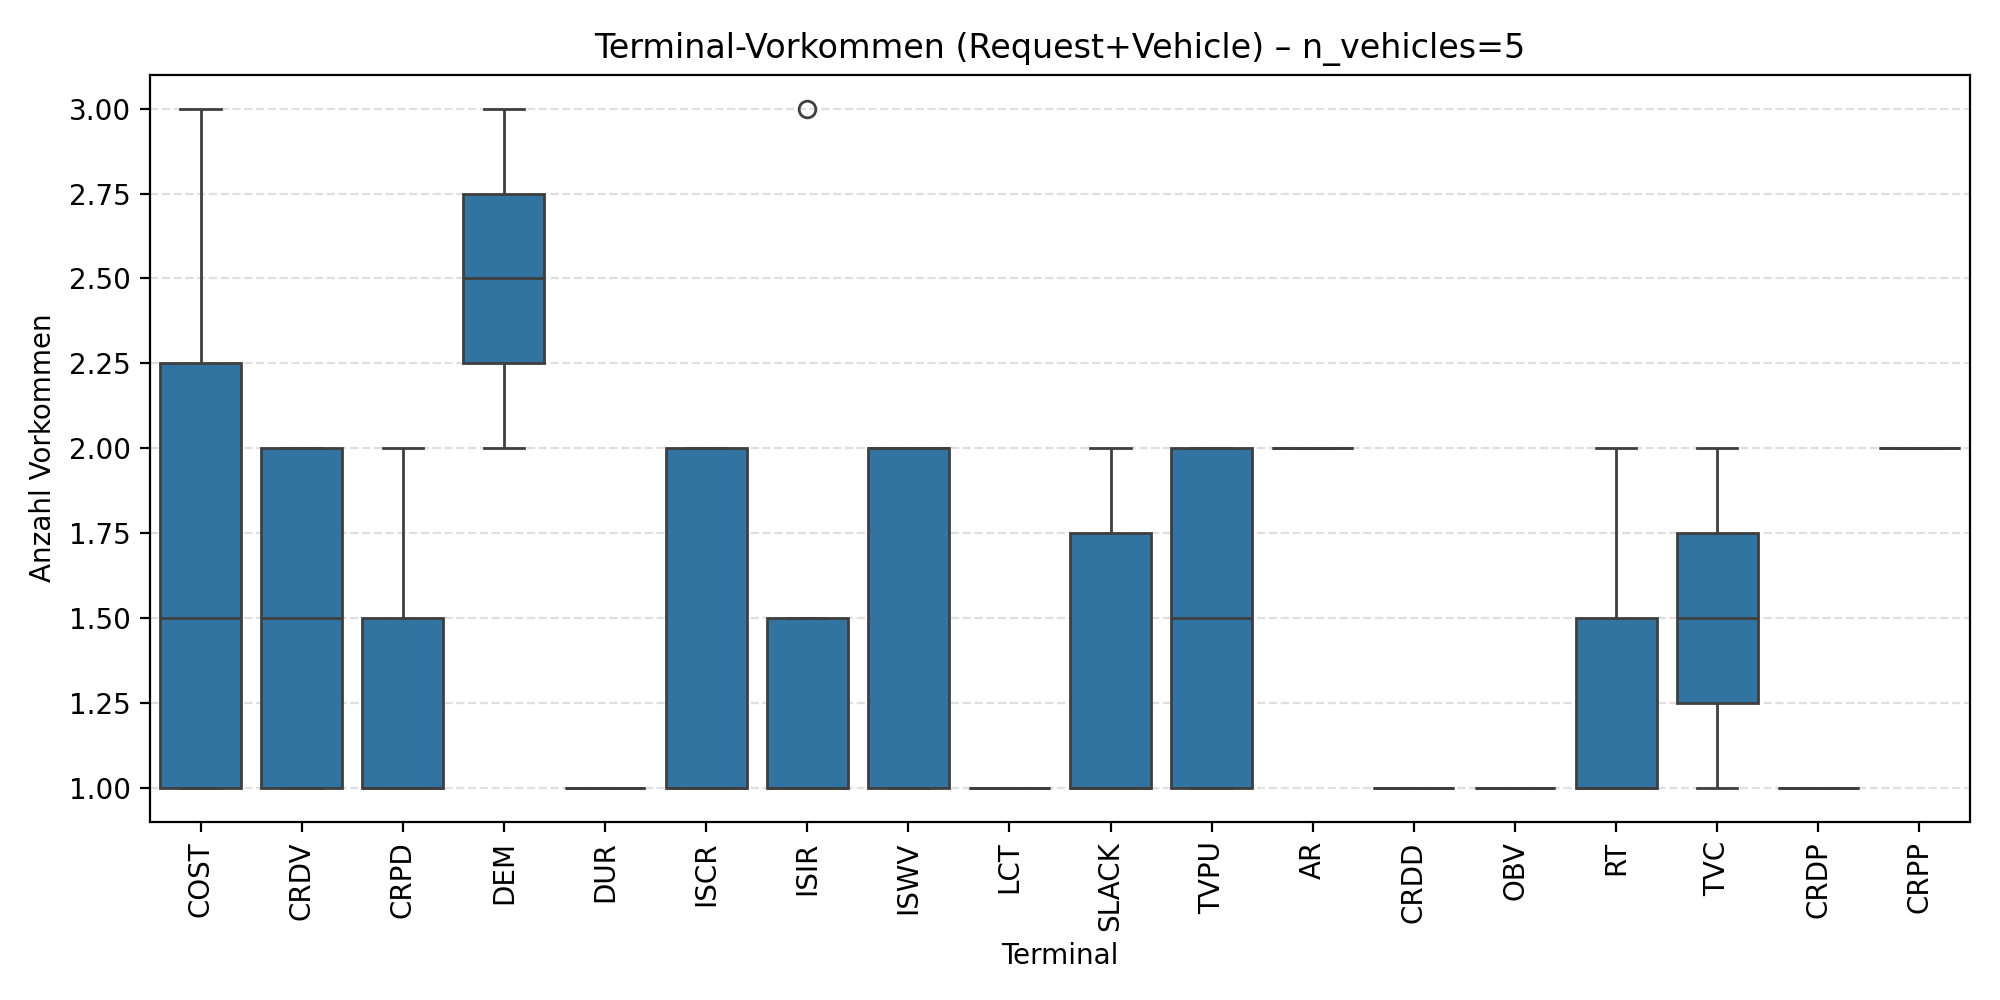 Terminal-Vorkommen (Request+Vehicle) – n_vehicles=5
Anzahl Vorkommen
3.00
2.75
2.50
2.25
2.00
1.75
1.50
1.25
1.00
COST
CRDV
CRPD
DEM
DUR
ISCR
ISIR
ISWV
LCT
SLACK
TVPU
AR
CRDD
OBV
RT
TVC
CRDP
CRPP
Terminal